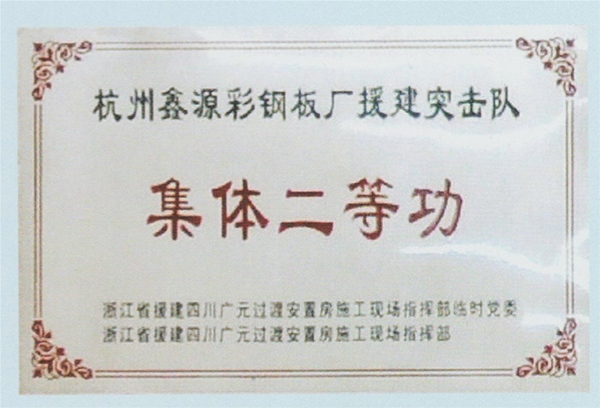 杭州鑫源彩钢板厂援建突击队
集体二等功
浙江省援建四川广元过渡安置房施工现场指挥部临时党委
浙江省援建四川广元过渡安置房施工现场指挥部